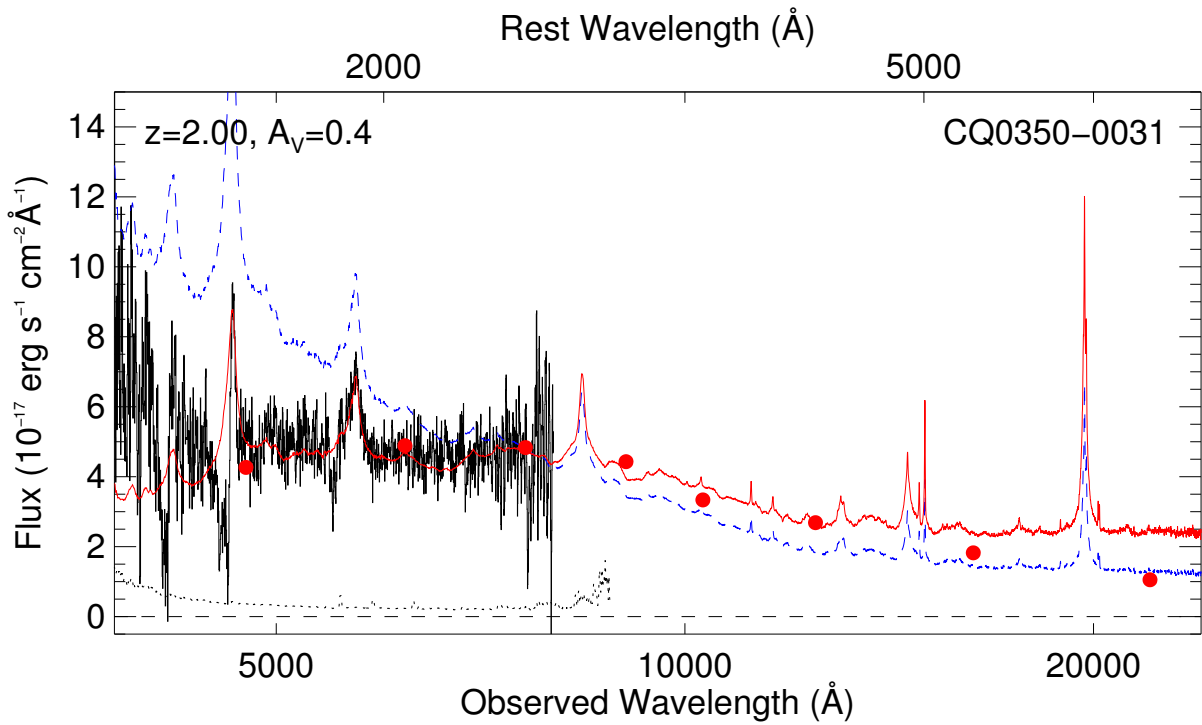 Rest Wavelength (Å)
2000 5000
z=2.00, A_V=0.4 CQ0350−0031
Flux (10⁻¹⁷ erg s⁻¹ cm⁻² Å⁻¹)
14
12
10
8
6
4
2
0
5000 10000 20000
Observed Wavelength (Å)